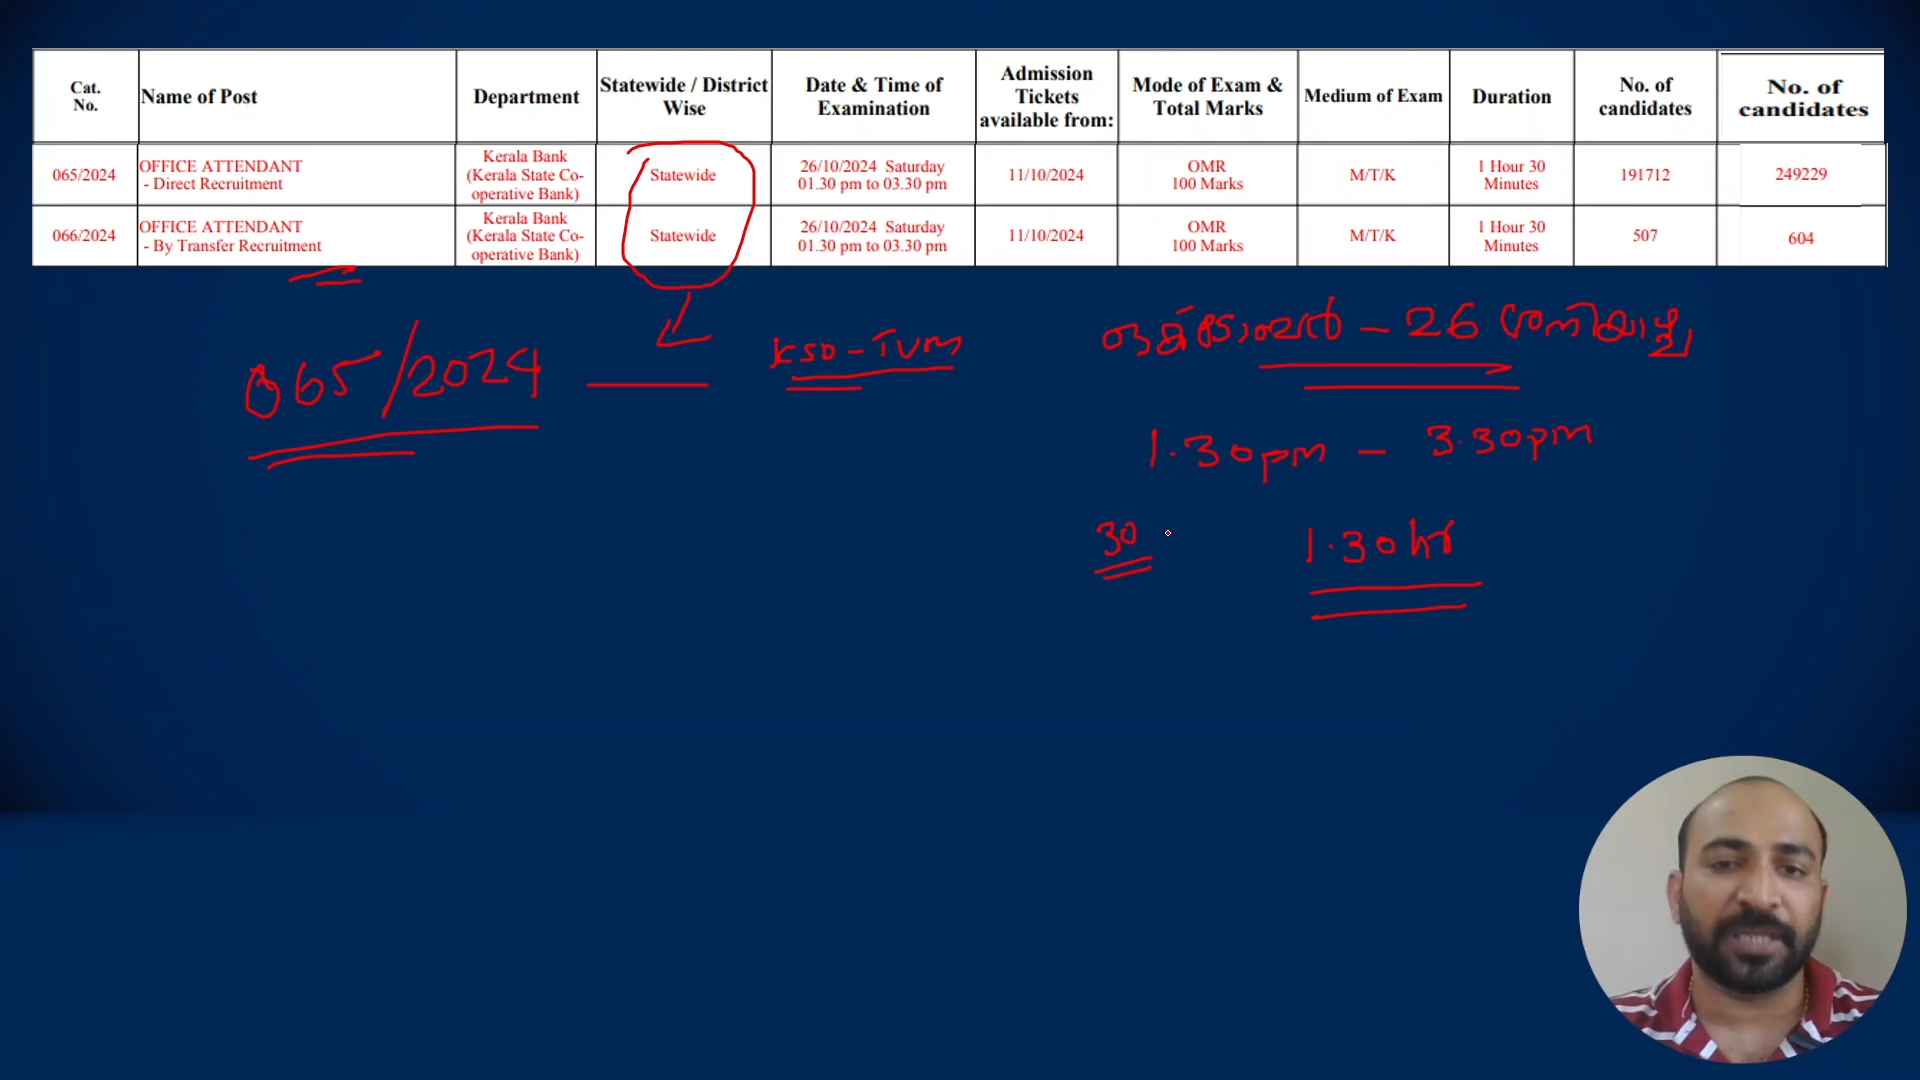 Cat. No. Name of Post Department Statewide / District Wise Date & Time of Examination Admission Tickets available from: Mode of Exam & Total Marks Medium of Exam Duration No. of candidates No. of candidates
065/2024 OFFICE ATTENDANT - Direct Recruitment Kerala Bank (Kerala State Co-operative Bank) Statewide 26/10/2024 Saturday 01.30 pm to 03.30 pm 11/10/2024 OMR 100 Marks M/T/K 1 Hour 30 Minutes 191712 249229
066/2024 OFFICE ATTENDANT - By Transfer Recruitment Kerala Bank (Kerala State Co-operative Bank) Statewide 26/10/2024 Saturday 01.30 pm to 03.30 pm 11/10/2024 OMR 100 Marks M/T/K 1 Hour 30 Minutes 507 604
065/2024 — KSD - TVM
ഒക്ടോബർ - 26 ശനിയാഴ്ച
1.30pm - 3.30pm
30 1.30 hr